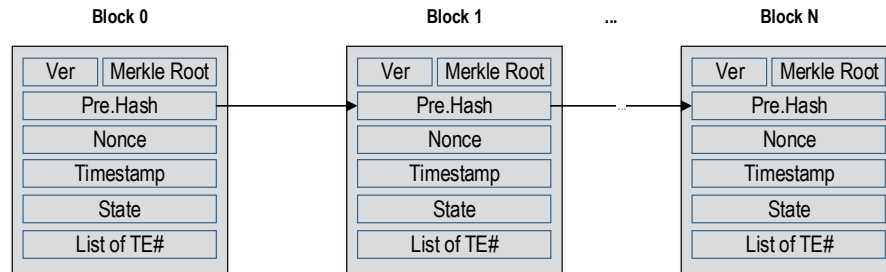 Block 0 Block 1 ... Block N
Ver Merkle Root Ver Merkle Root Ver Merkle Root
Pre.Hash Pre.Hash ... Pre.Hash
Nonce Nonce Nonce
Timestamp Timestamp Timestamp
State State State
List of TE# List of TE# List of TE#